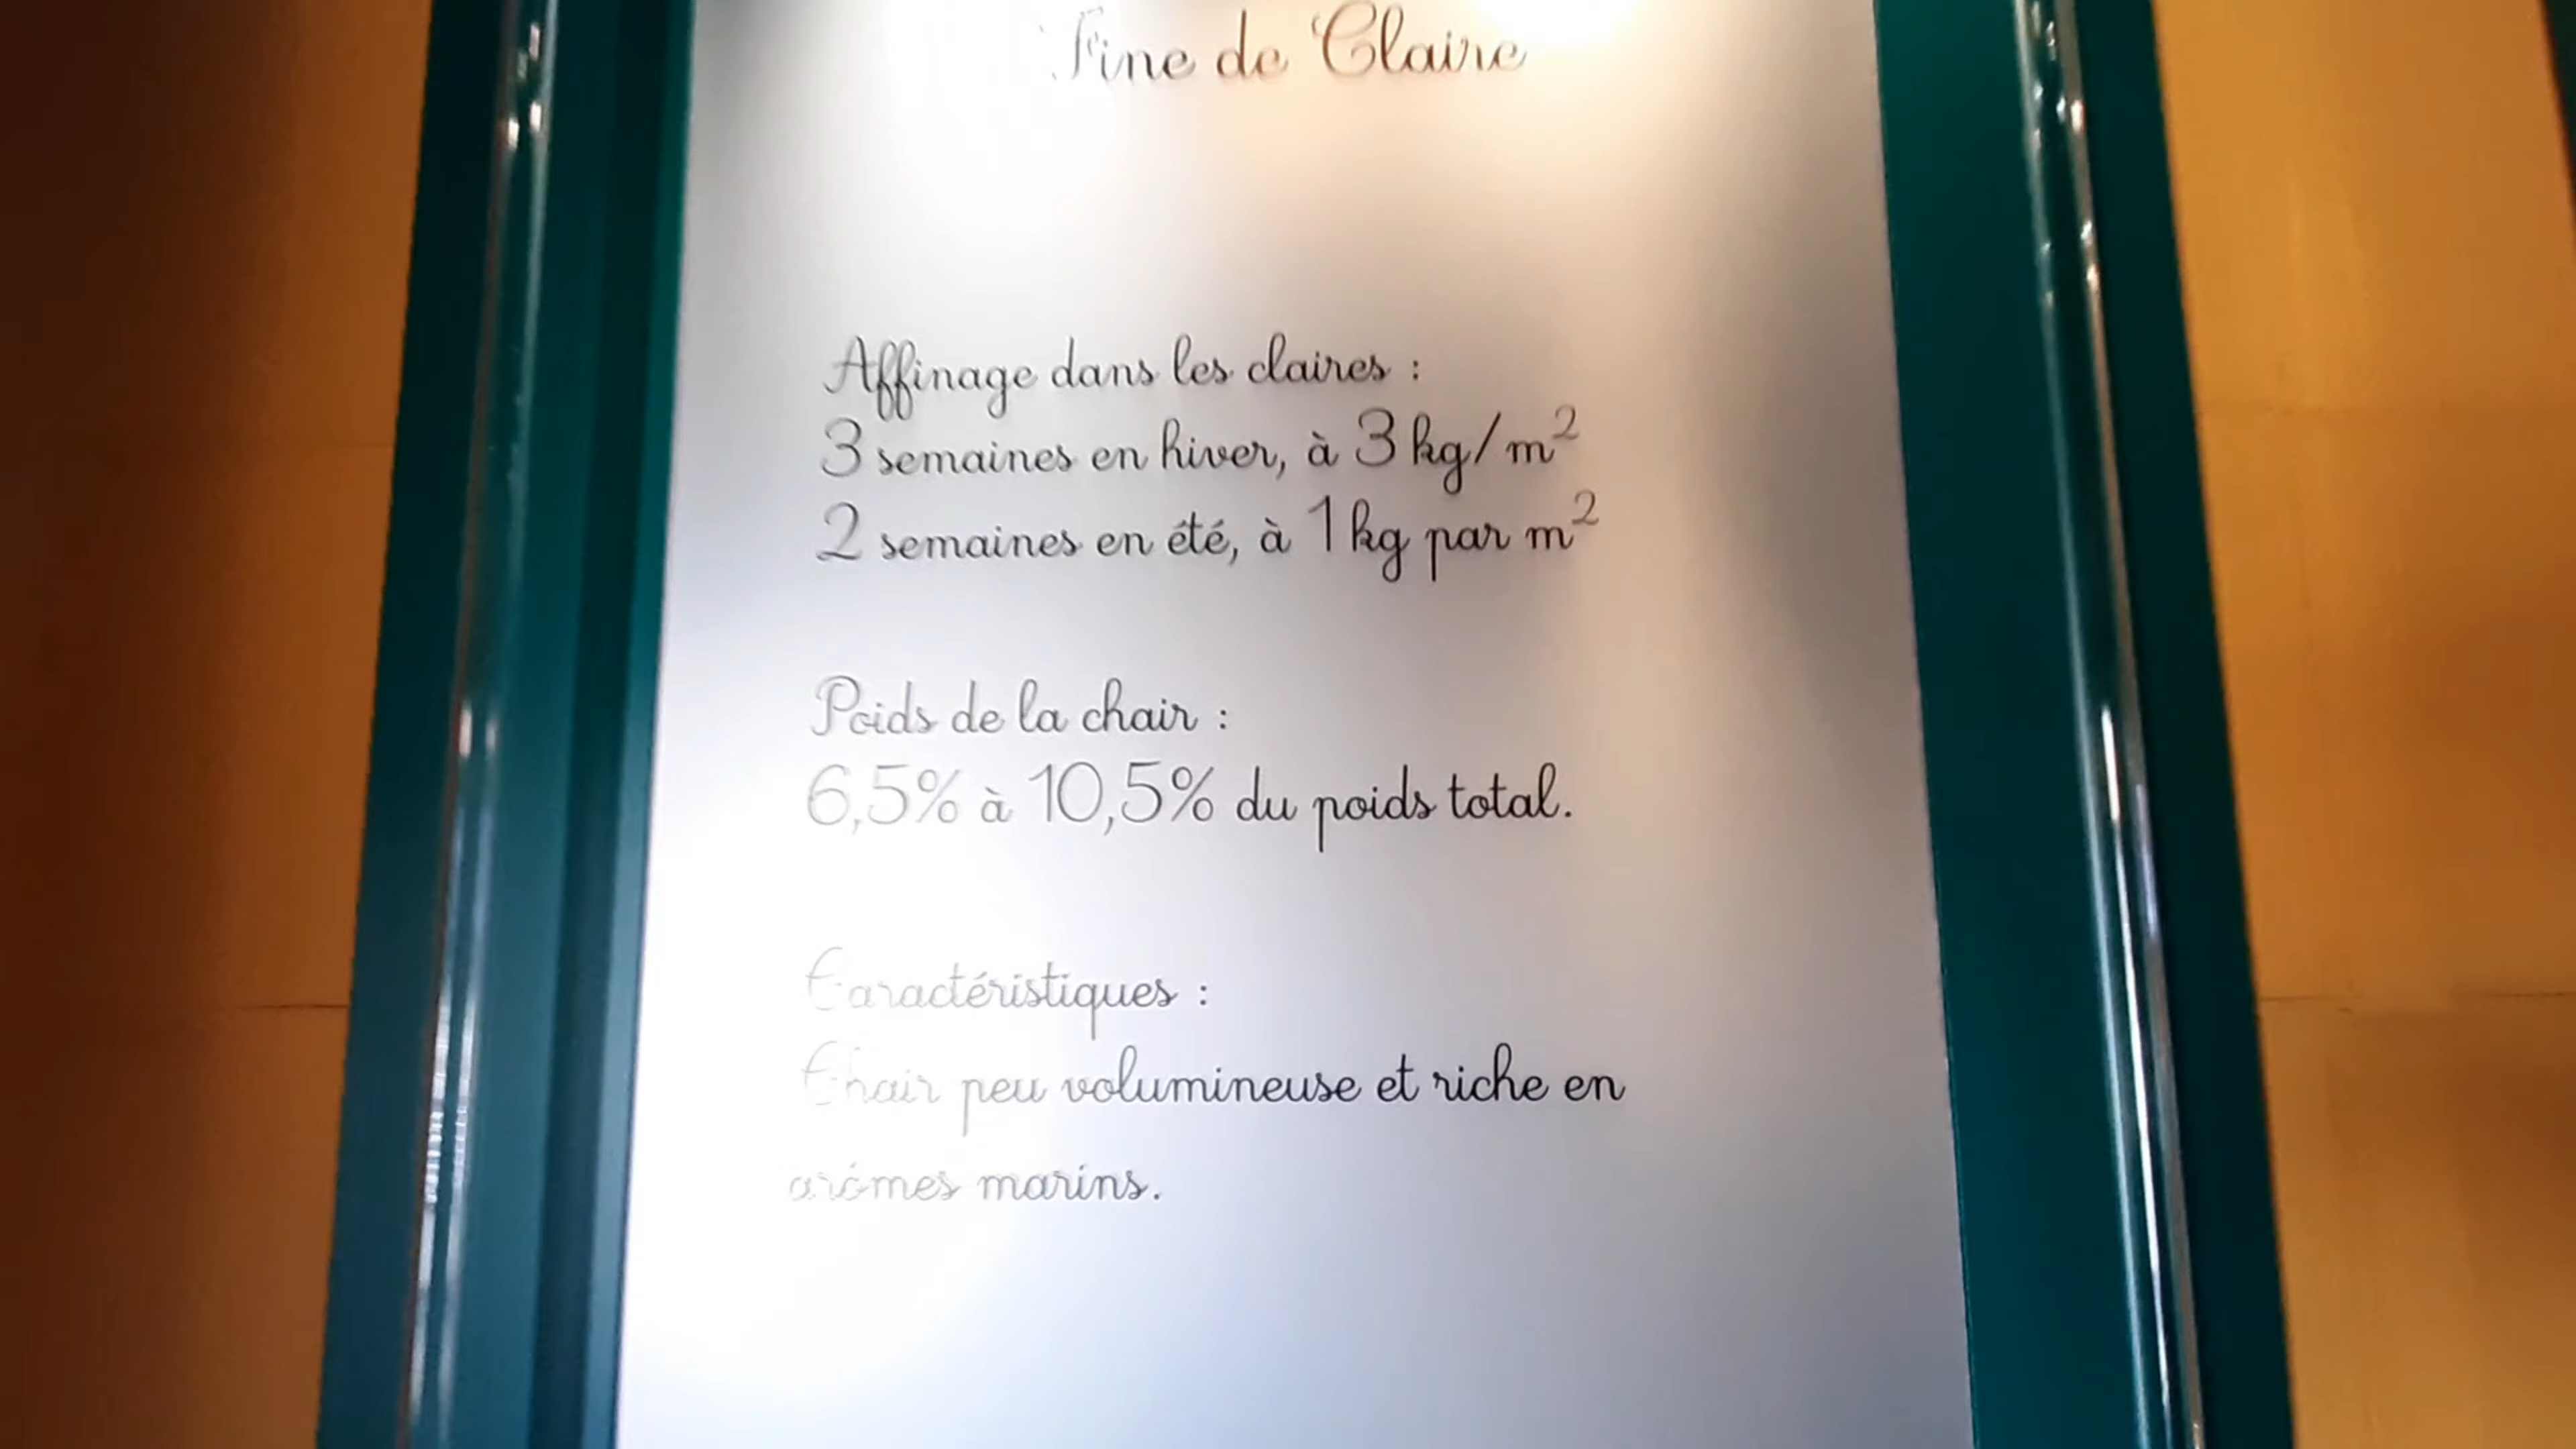 Fine de Claire
Affinage dans les claires :
3 semaines en hiver, à 3 kg/m²
2 semaines en été, à 1 kg par m²
Poids de la chair :
6,5% à 10,5% du poids total.
Caractéristiques :
Chair peu volumineuse et riche en
arômes marins.